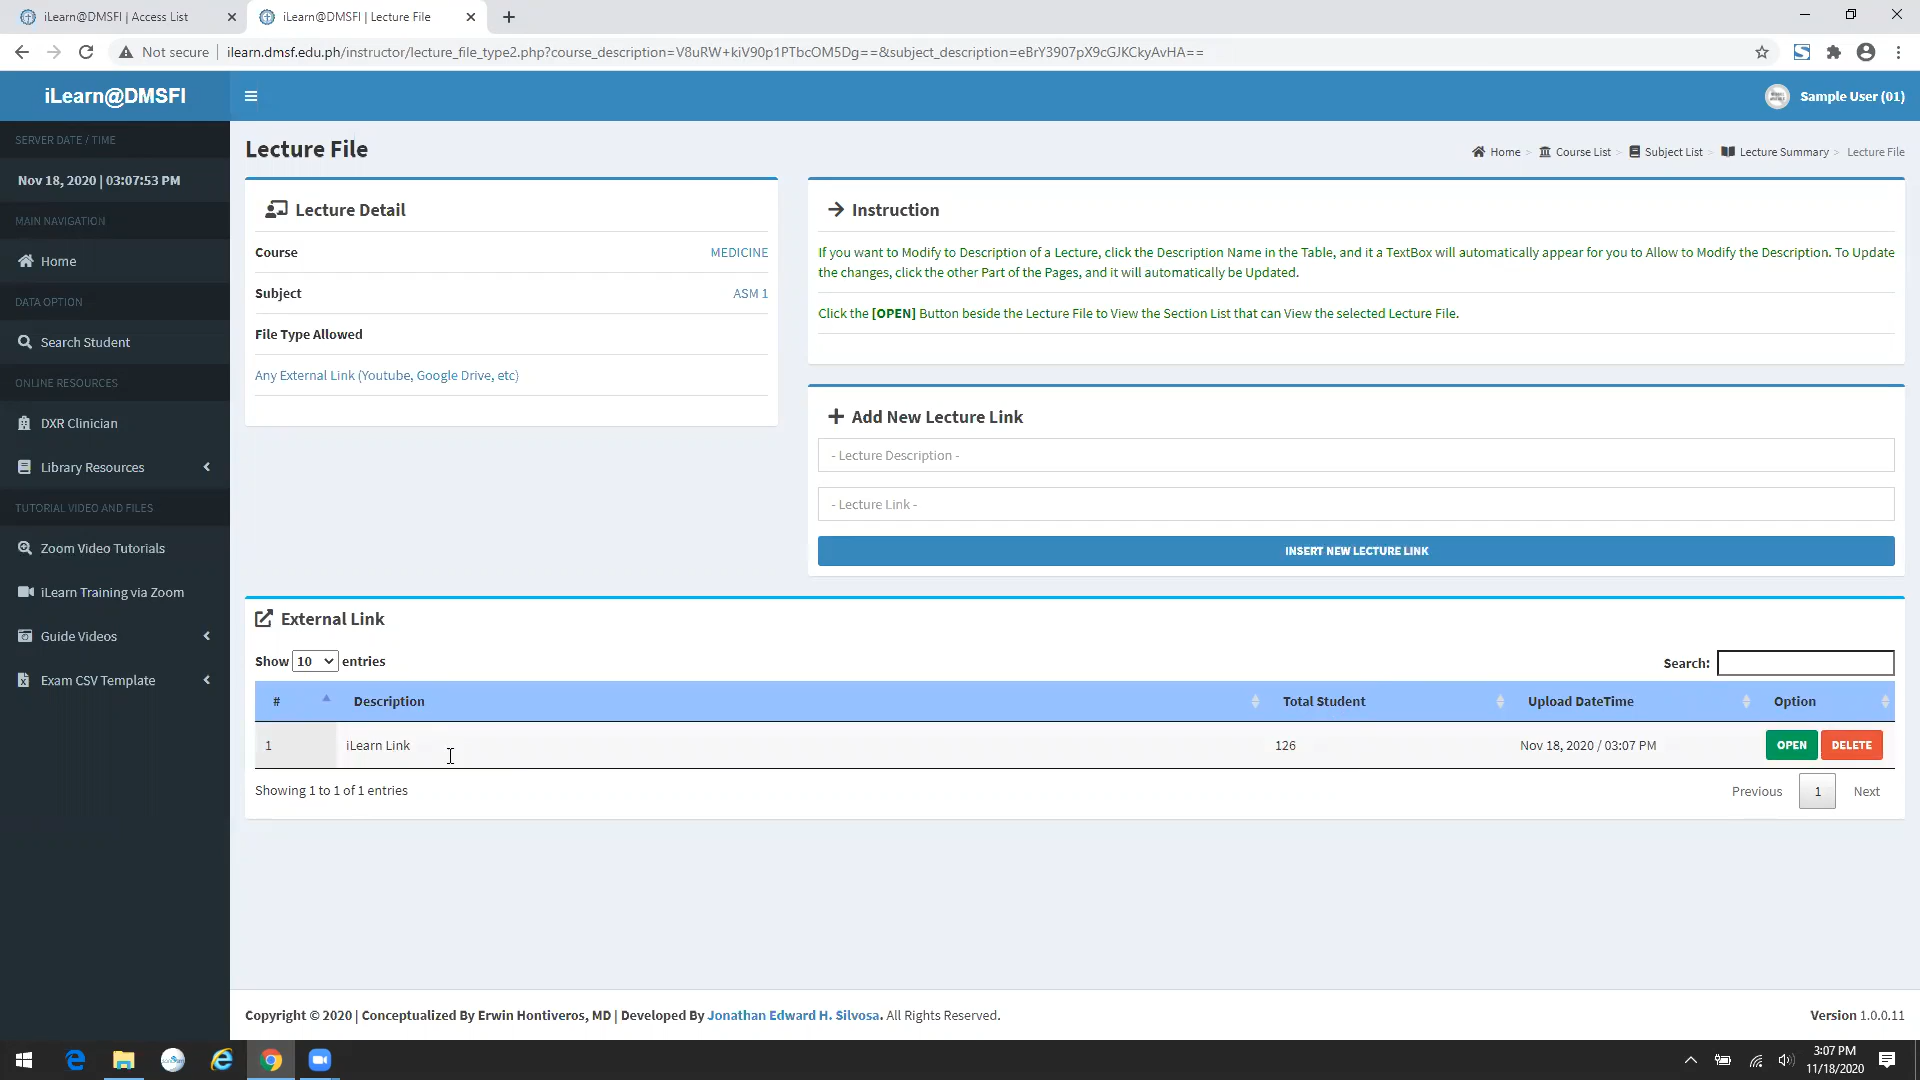 iLearn@DMSFI | Access List
iLearn@DMSFI | Lecture File
Not secure
ilearn.dmsf.edu.ph/instructor/lecture_file_type2.php?course_description=V8uRW+kiV90p1PTbcOM5Dg==&subject_description=eBrY3907pX9cGJKCkyAvHA==
iLearn@DMSFI
Sample User (01)
SERVER DATE / TIME
Nov 18, 2020 | 03:07:53 PM
MAIN NAVIGATION
Home
DATA OPTION
Search Student
ONLINE RESOURCES
DXR Clinician
Library Resources
TUTORIAL VIDEO AND FILES
Zoom Video Tutorials
iLearn Training via Zoom
Guide Videos
Exam CSV Template
Lecture File
Home > Course List > Subject List > Lecture Summary > Lecture File
Lecture Detail
Course MEDICINE
Subject ASM 1
File Type Allowed
Any External Link (Youtube, Google Drive, etc)
Instruction
If you want to Modify to Description of a Lecture, click the Description Name in the Table, and it a TextBox will automatically appear for you to Allow to Modify the Description. To Update
the changes, click the other Part of the Pages, and it will automatically be Updated.
Click the [OPEN] Button beside the Lecture File to View the Section List that can View the selected Lecture File.
Add New Lecture Link
- Lecture Description -
- Lecture Link -
INSERT NEW LECTURE LINK
External Link
Show 10 entries
Search:
# Description Total Student Upload DateTime Option
1 iLearn Link 126 Nov 18, 2020 / 03:07 PM OPEN DELETE
Showing 1 to 1 of 1 entries
Previous 1 Next
Copyright © 2020 | Conceptualized By Erwin Hontiveros, MD | Developed By Jonathan Edward H. Silvosa. All Rights Reserved.
Version 1.0.0.11
3:07 PM
11/18/2020